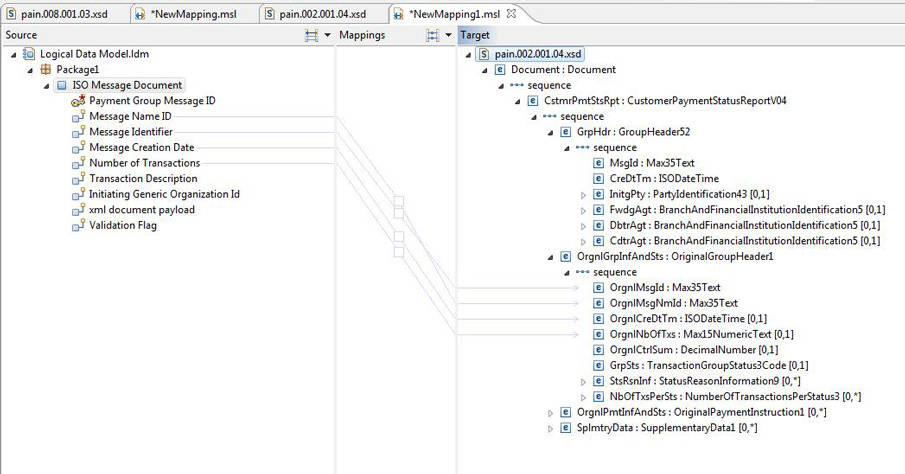 pain.008.001.03.xsd *NewMapping.msl pain.002.001.04.xsd *NewMapping1.msl
Source
Logical Data Model.ldm
Package1
ISO Message Document
Payment Group Message ID
Message Name ID
Message Identifier
Message Creation Date
Number of Transactions
Transaction Description
Initiating Generic Organization Id
xml document payload
Validation Flag
Mappings
Target
pain.002.001.04.xsd
Document : Document
sequence
CstmrPmtStsRpt : CustomerPaymentStatusReportV04
sequence
GrpHdr : GroupHeader52
sequence
MsgId : Max35Text
CreDtTm : ISODateTime
InitgPty : PartyIdentification43 [0,1]
FwdgAgt : BranchAndFinancialInstitutionIdentification5 [0,1]
DbtrAgt : BranchAndFinancialInstitutionIdentification5 [0,1]
CdtrAgt : BranchAndFinancialInstitutionIdentification5 [0,1]
OrgnlGrpInfAndSts : OriginalGroupHeader1
sequence
OrgnlMsgId : Max35Text
OrgnlMsgNmId : Max35Text
OrgnlCreDtTm : ISODateTime [0,1]
OrgnlNbOfTxs : Max15NumericText [0,1]
OrgnlCtrlSum : DecimalNumber [0,1]
GrpSts : TransactionGroupStatus3Code [0,1]
StsRsnInf : StatusReasonInformation9 [0,*]
NbOfTxsPerSts : NumberOfTransactionsPerStatus3 [0,*]
OrgnlPmtInfAndSts : OriginalPaymentInstruction1 [0,*]
SplmtryData : SupplementaryData1 [0,*]